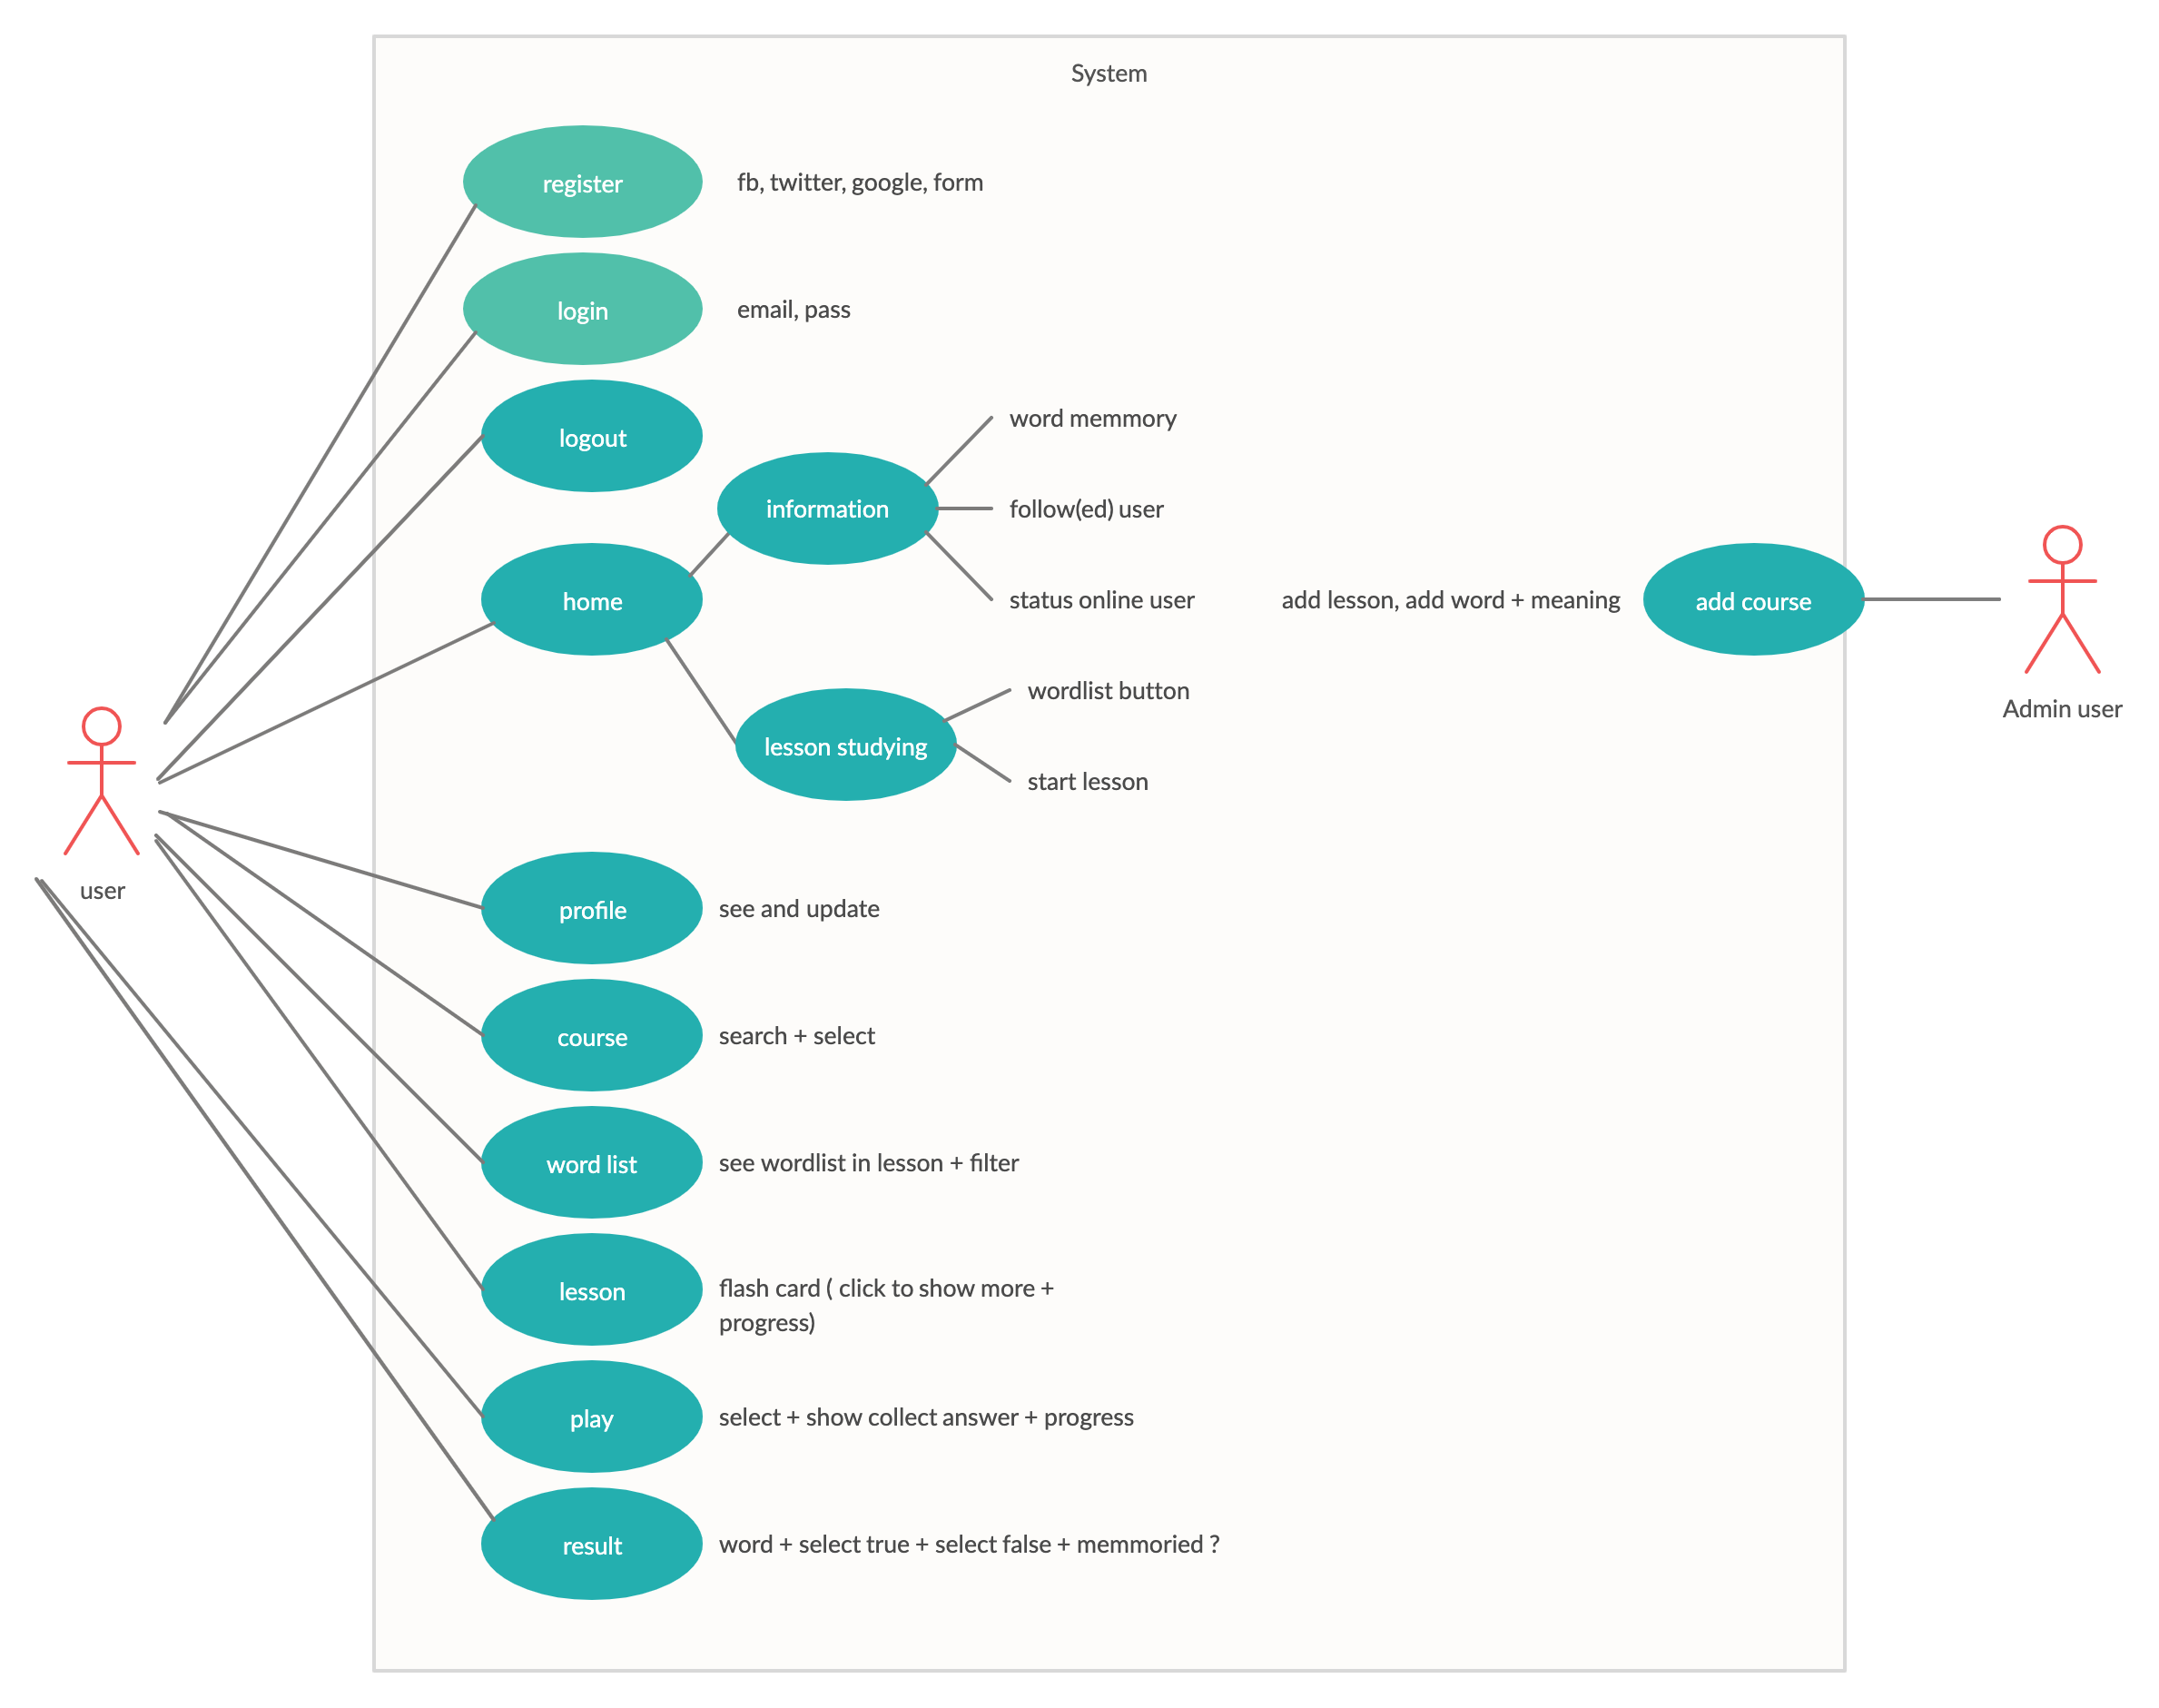 System
register
fb, twitter, google, form
login
email, pass
logout
word memmory
information
follow(ed) user
home
status online user
add lesson, add word + meaning
add course
Admin user
wordlist button
lesson studying
start lesson
user
profile
see and update
course
search + select
word list
see wordlist in lesson + filter
lesson
flash card ( click to show more +
progress)
play
select + show collect answer + progress
result
word + select true + select false + memmoried ?